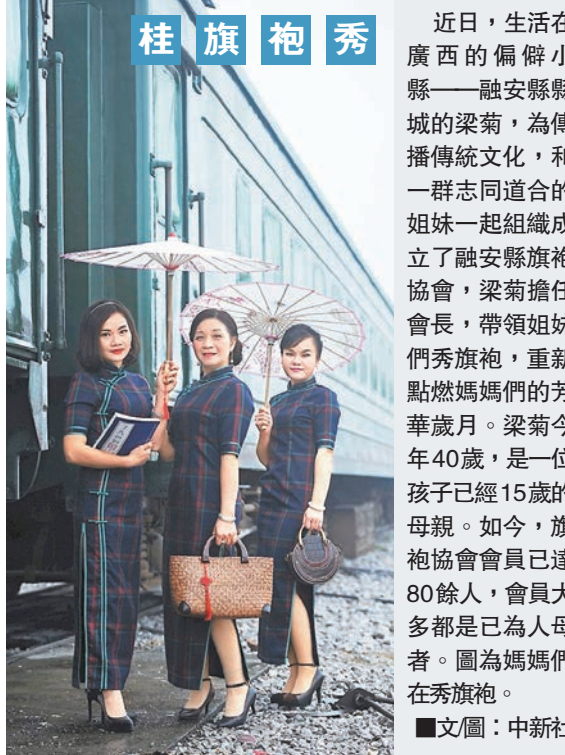 桂旗袍秀
近日，生活在
廣西的偏僻小
縣——融安縣縣
城的梁菊，為傳
播傳統文化，和
一群志同道合的
姐妹一起組織成
立了融安縣旗袍
協會，梁菊擔任
會長，帶領姐妹
們秀旗袍，重新
點燃媽媽們的芳
華歲月。梁菊今
年40歲，是一位
孩子已經15歲的
母親。如今，旗
袍協會會員已達
80餘人，會員大
多都是已為人母
者。圖為媽媽們
在秀旗袍。
■文/圖：中新社